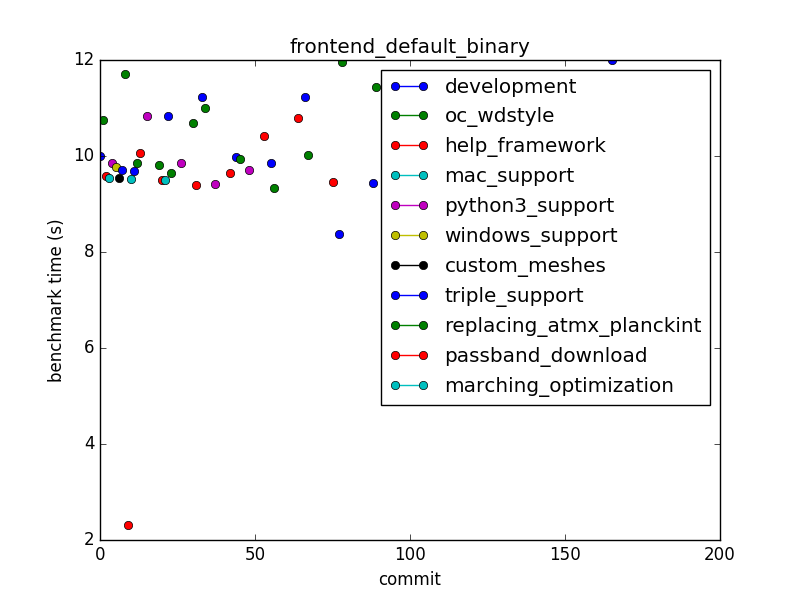 frontend_default_binary
12
10
8
6
4
2
benchmark time (s)
development
oc_wdstyle
help_framework
mac_support
python3_support
windows_support
custom_meshes
triple_support
replacing_atmx_planckint
passband_download
marching_optimization
0 50 100 150 200
commit